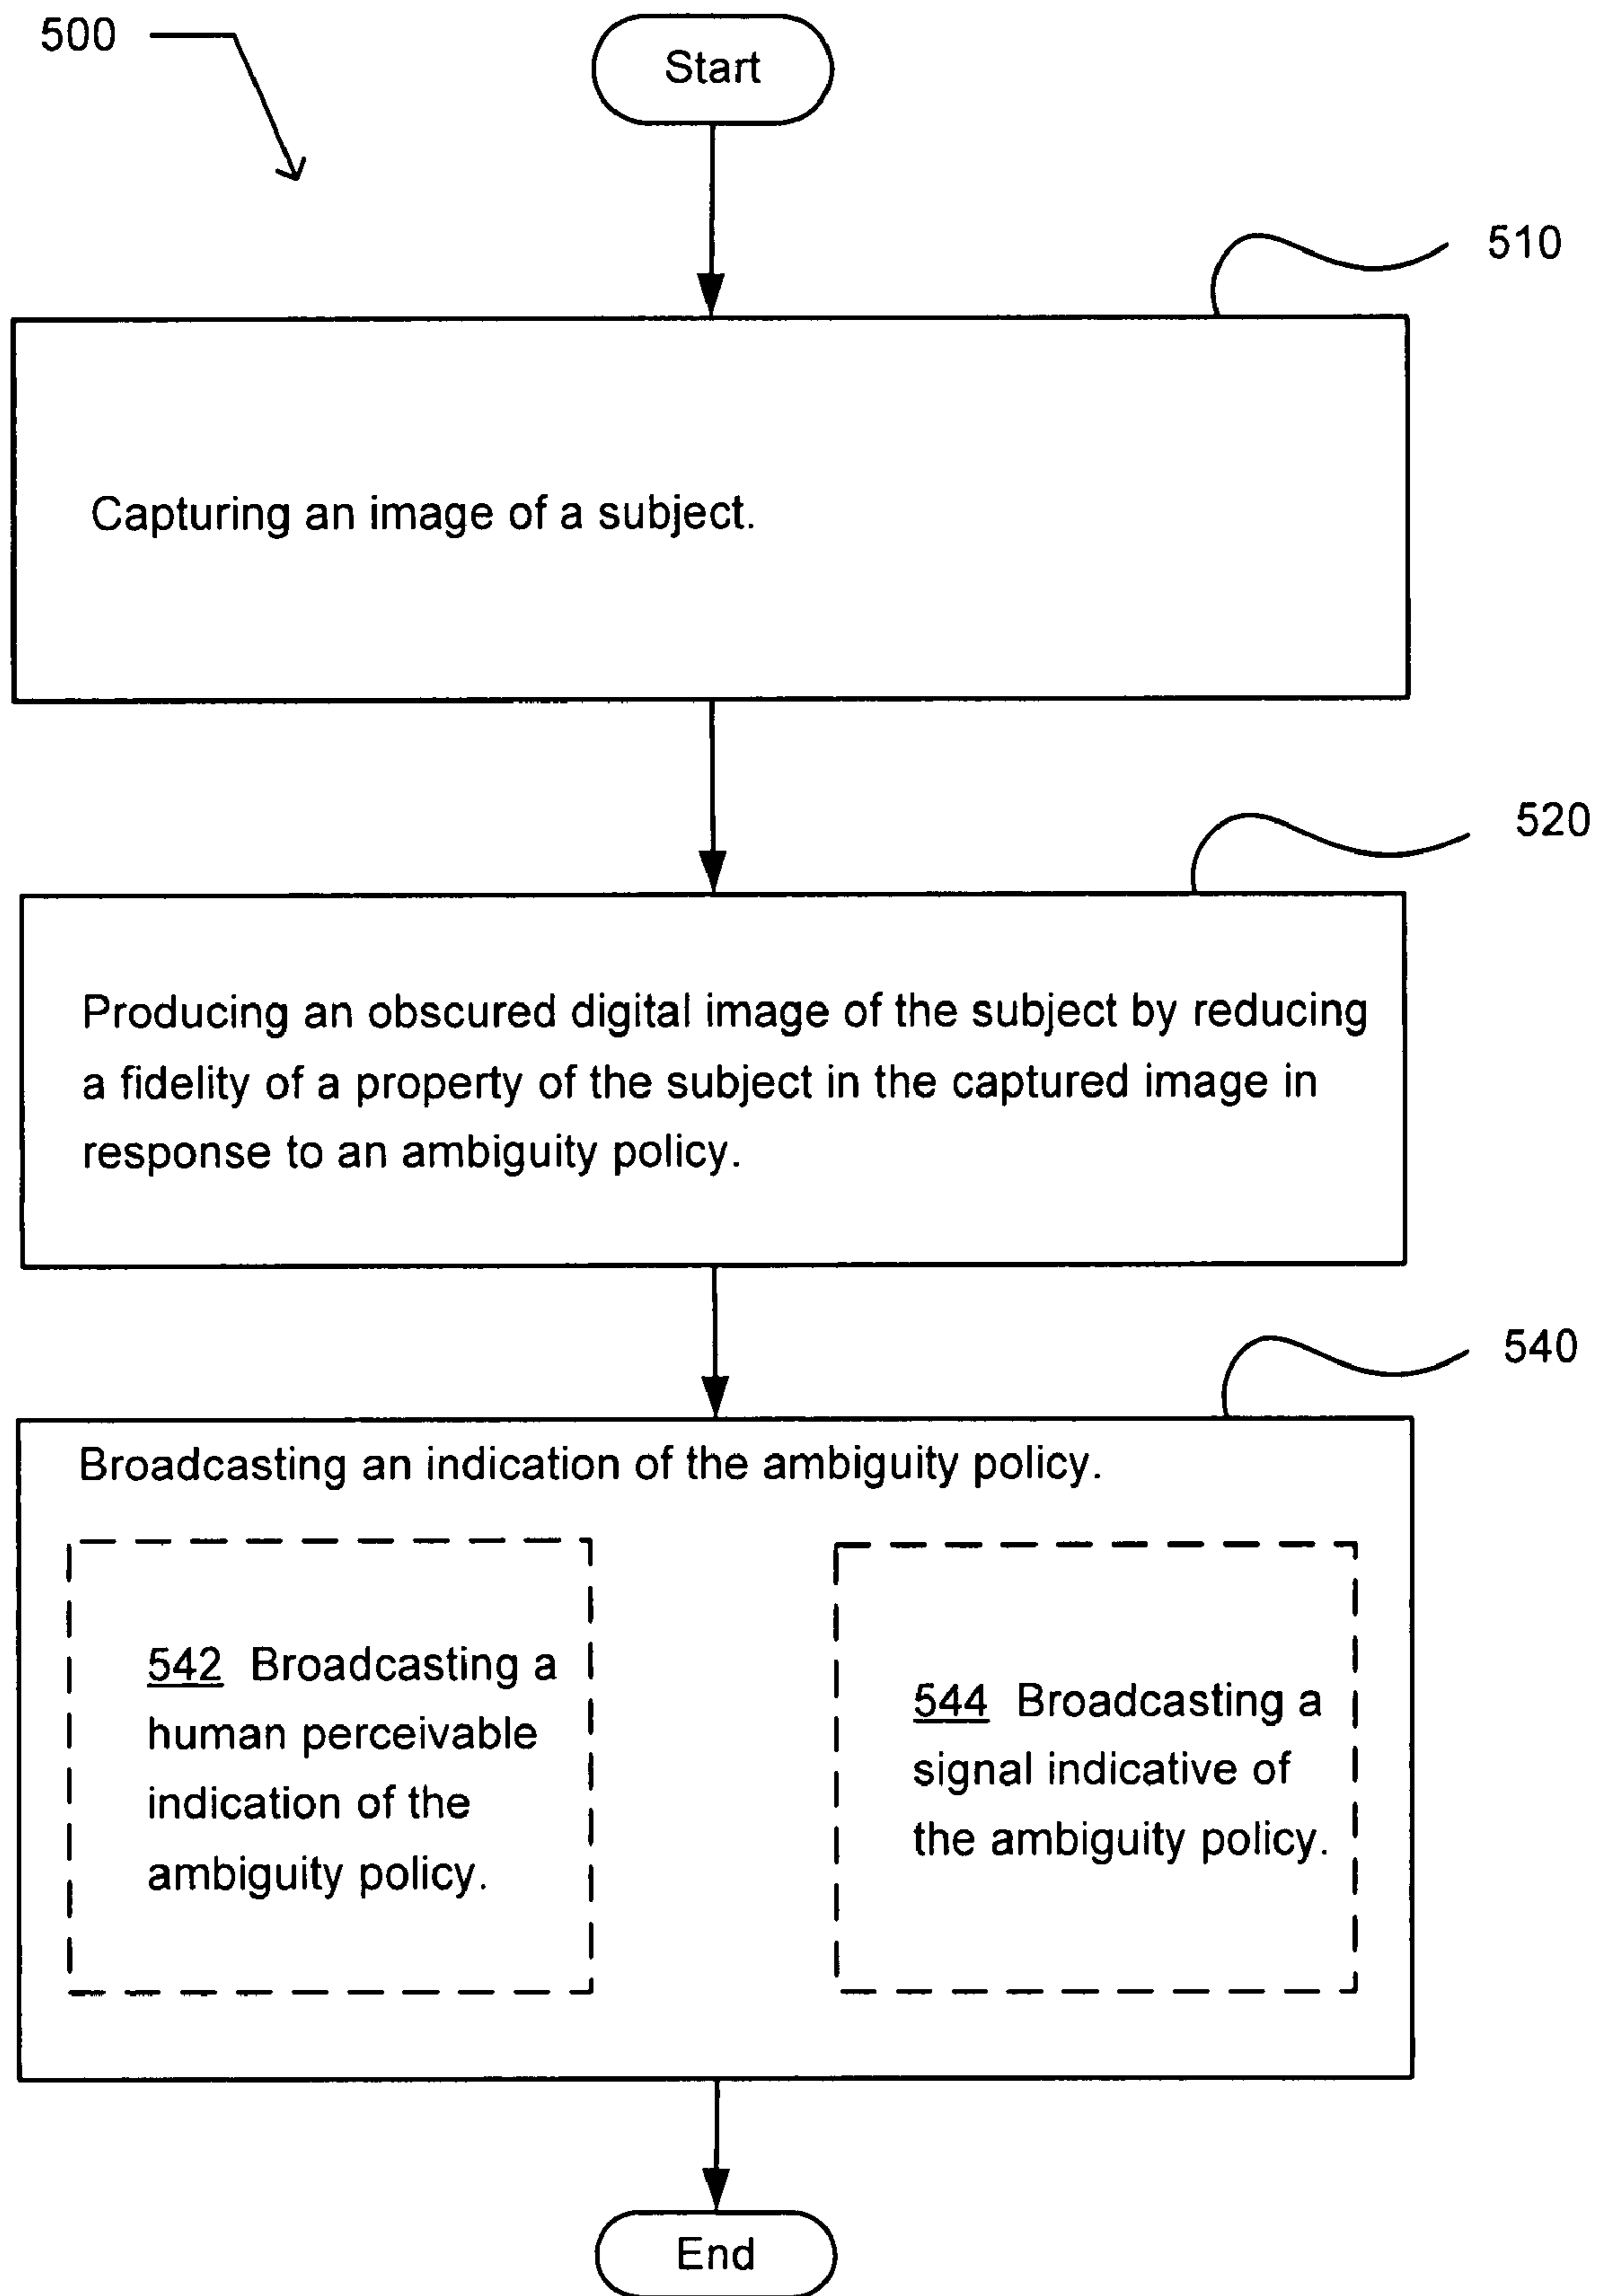 500
Start
510
Capturing an image of a subject.
520
Producing an obscured digital image of the subject by reducing
a fidelity of a property of the subject in the captured image in
response to an ambiguity policy.
540
Broadcasting an indication of the ambiguity policy.
542 Broadcasting a
human perceivable
indication of the
ambiguity policy.
544 Broadcasting a
signal indicative of
the ambiguity policy.
End